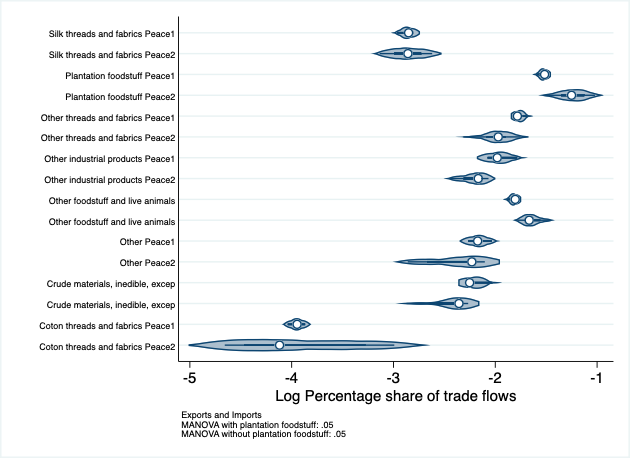 Silk threads and fabrics Peace1
Silk threads and fabrics Peace2
Plantation foodstuff Peace1
Plantation foodstuff Peace2
Other threads and fabrics Peace1
Other threads and fabrics Peace2
Other industrial products Peace1
Other industrial products Peace2
Other foodstuff and live animals
Other foodstuff and live animals
Other Peace1
Other Peace2
Crude materials, inedible, excep
Crude materials, inedible, excep
Coton threads and fabrics Peace1
Coton threads and fabrics Peace2
-5 -4 -3 -2 -1
Log Percentage share of trade flows
Exports and Imports
MANOVA with plantation foodstuff: .05
MANOVA without plantation foodstuff: .05